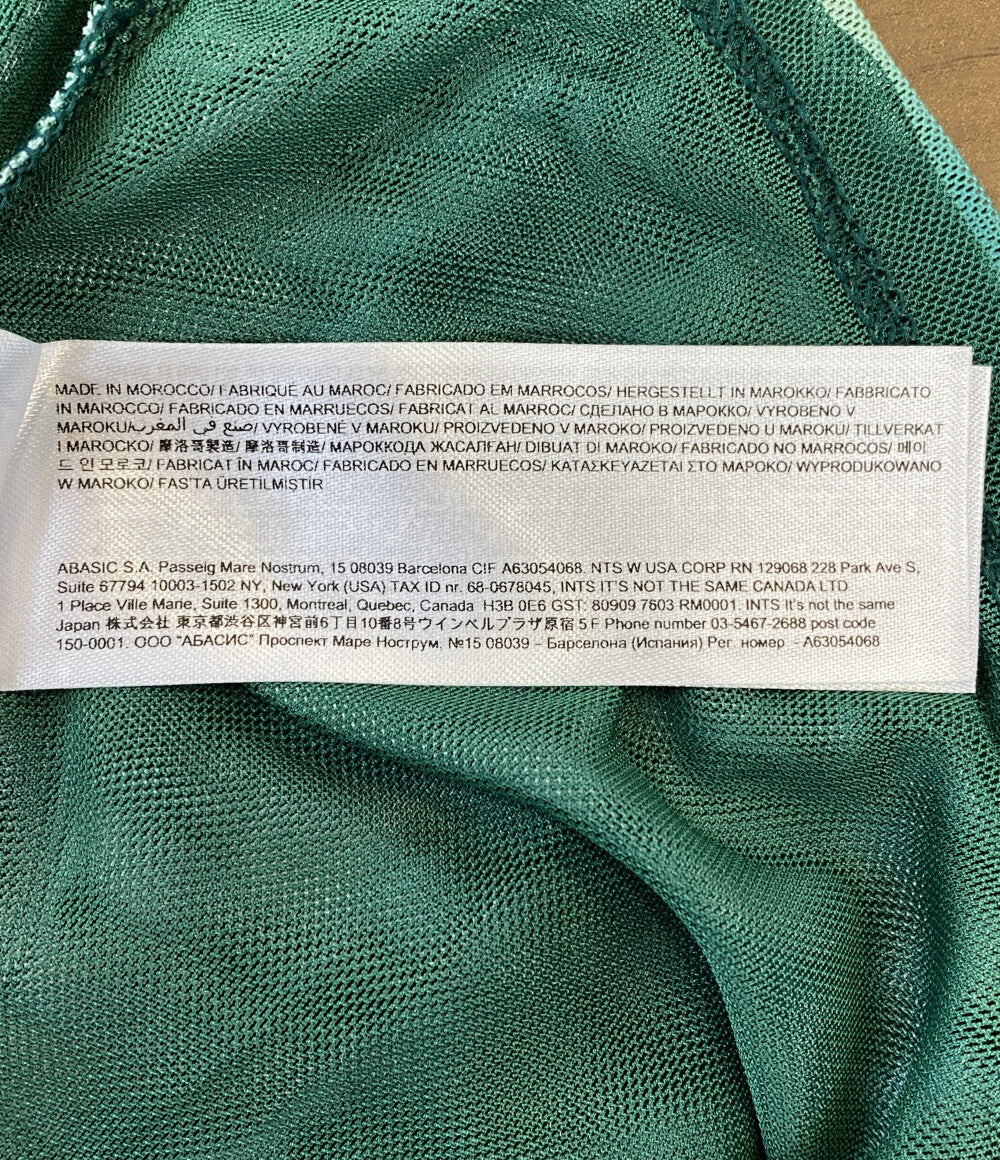 MADE IN MOROCCO/ FABRIQUE AU MAROC/ FABRICADO EM MARROCOS/ HERGESTELLT IN MAROKKO/ FABBRICATO
IN MAROCCO/ FABRICADO EN MARRUECOS/ FABRICAT AL MARROC/ СДЕЛАНО В МАРОККО/ VYROBENO V
MAROKU/صنع في المغرب/ VYROBENÉ V MAROKU/ PROIZVEDENO V MAROKO/ PROIZVEDENO U MAROKU/ TILLVERKAT
I MAROCKO/ 摩洛哥製造/ 摩洛哥制造/ МАРОККОДА ЖАСАЛҒАН/ DIBUAT DI MAROKO/ FABRICADO NO MARROCOS/ 메이
드 인 모로코/ FABRICAT ÎN MAROC/ FABRICADO EN MARRUECOS/ ΚΑΤΑΣΚΕΥΑΖΕΤΑΙ ΣΤΟ ΜΑΡΟΚΟ/ WYPRODUKOWANO
W MAROKO/ FAS'TA ÜRETILMIŞTIR
ABASIC S.A. Passeig Mare Nostrum, 15 08039 Barcelona CIF A63054068. NTS W USA CORP RN 129068 228 Park Ave S,
Suite 67794 10003-1502 NY, New York (USA) TAX ID nr. 68-0678045, INTS IT'S NOT THE SAME CANADA LTD
1 Place Ville Marie, Suite 1300, Montreal, Quebec, Canada H3B 0E6 GST: 80909 7603 RM0001. INTS It's not the same
Japan 株式会社 東京都渋谷区神宮前6丁目10番8号ウインベルプラザ原宿 5 F Phone number 03-5467-2688 post code
150-0001. ООО "АБАСИС" Проспект Маре Нострум, №15 08039 – Барселона (Испания) Рег. номер - A63054068